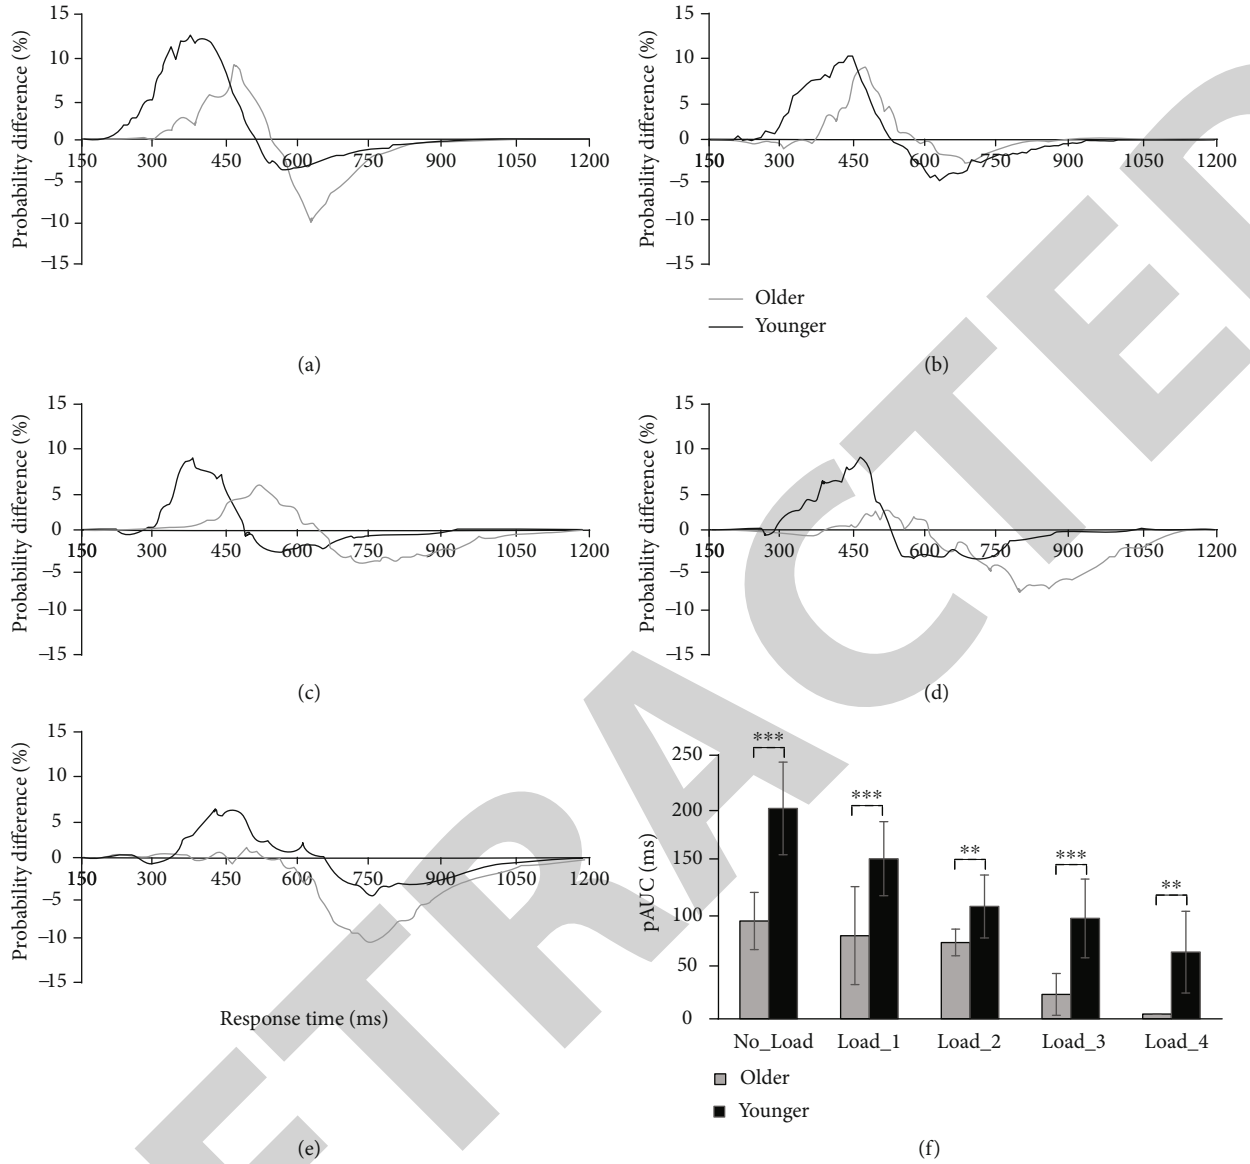 15
10
5
0
−5
−10
−15
Probability difference (%)
150 300 450 600 750 900 1050 1200
(a)
15
10
5
0
−5
−10
−15
Probability difference (%)
150 300 450 600 750 900 1050 1200
Older
Younger
(b)
15
10
5
0
−5
−10
−15
Probability difference (%)
150 300 450 600 750 900 1050 1200
(c)
15
10
5
0
−5
−10
−15
Probability difference (%)
150 300 450 600 750 900 1050 1200
(d)
15
10
5
0
−5
−10
−15
Probability difference (%)
150 300 450 600 750 900 1050 1200
Response time (ms)
(e)
250
200
150
100
50
0
pAUC (ms)
*** *** ** *** **
No_Load Load_1 Load_2 Load_3 Load_4
Older
Younger
(f)
ETRACTED